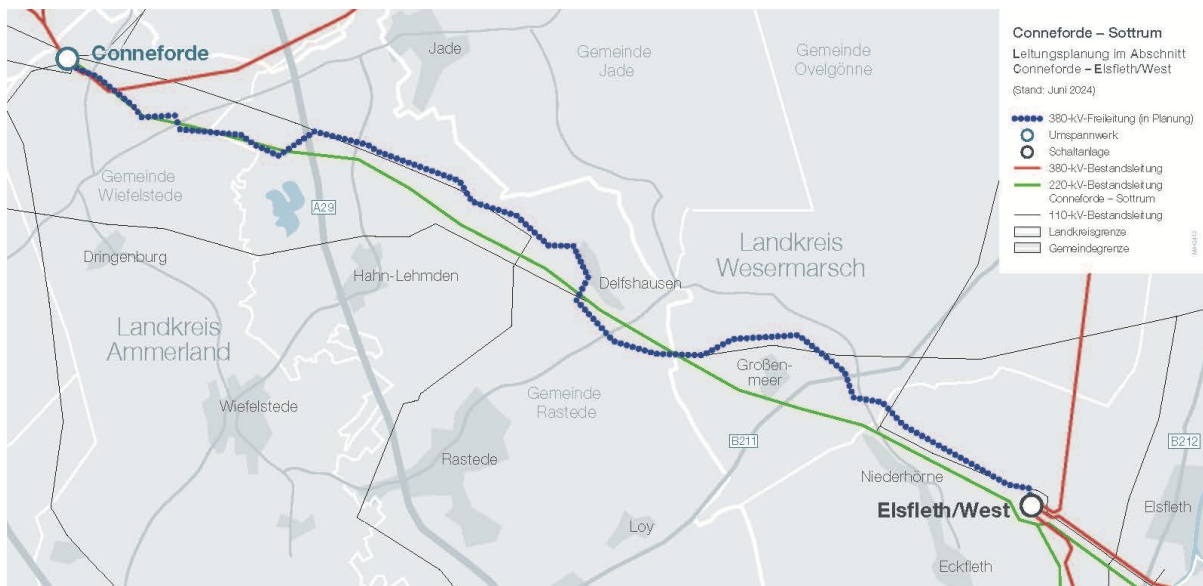 Conneforde – Sottrum
Leitungsplanung im Abschnitt
Conneforde – Elsfleth/West
(Stand: Juni 2024)
380-kV-Freileitung (in Planung)
Umspannwerk
Schaltanlage
380-kV-Bestandsleitung
220-kV-Bestandsleitung
Conneforde – Sottrum
110-kV-Bestandsleitung
Landkreisgrenze
Gemeindegrenze
Conneforde
Jade
Gemeinde
Jade
Gemeinde
Ovelgönne
Gemeinde
Wiefelstede
A29
Dringenburg
Hahn-Lehmden
Delfshausen
Landkreis
Wesermarsch
Landkreis
Ammerland
Großen-
meer
Wiefelstede
Gemeinde
Rastede
B211
B212
Rastede
Niederhörne
Elsfleth/West
Elsfleth
Loy
Eckfleth